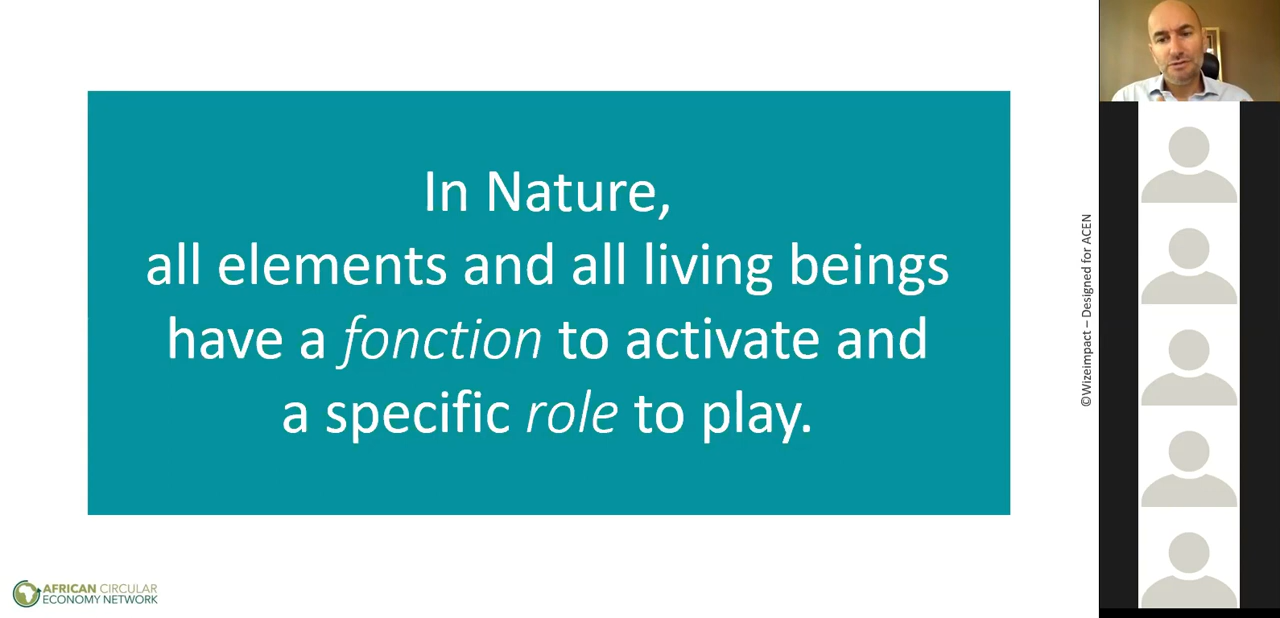 In Nature,
all elements and all living beings
have a fonction to activate and
a specific role to play.
©Wizeimpact – Designed for ACEN
AFRICAN CIRCULAR
ECONOMY NETWORK